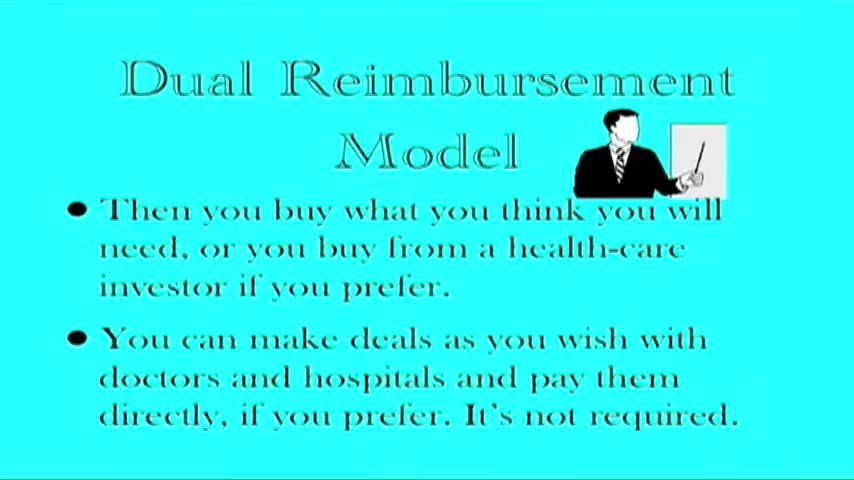 Dual Reimbursement
Model
• Then you buy what you think you will
need, or you buy from a health-care
investor if you prefer.
• You can make deals as you wish with
doctors and hospitals and pay them
directly, if you prefer. It's not required.